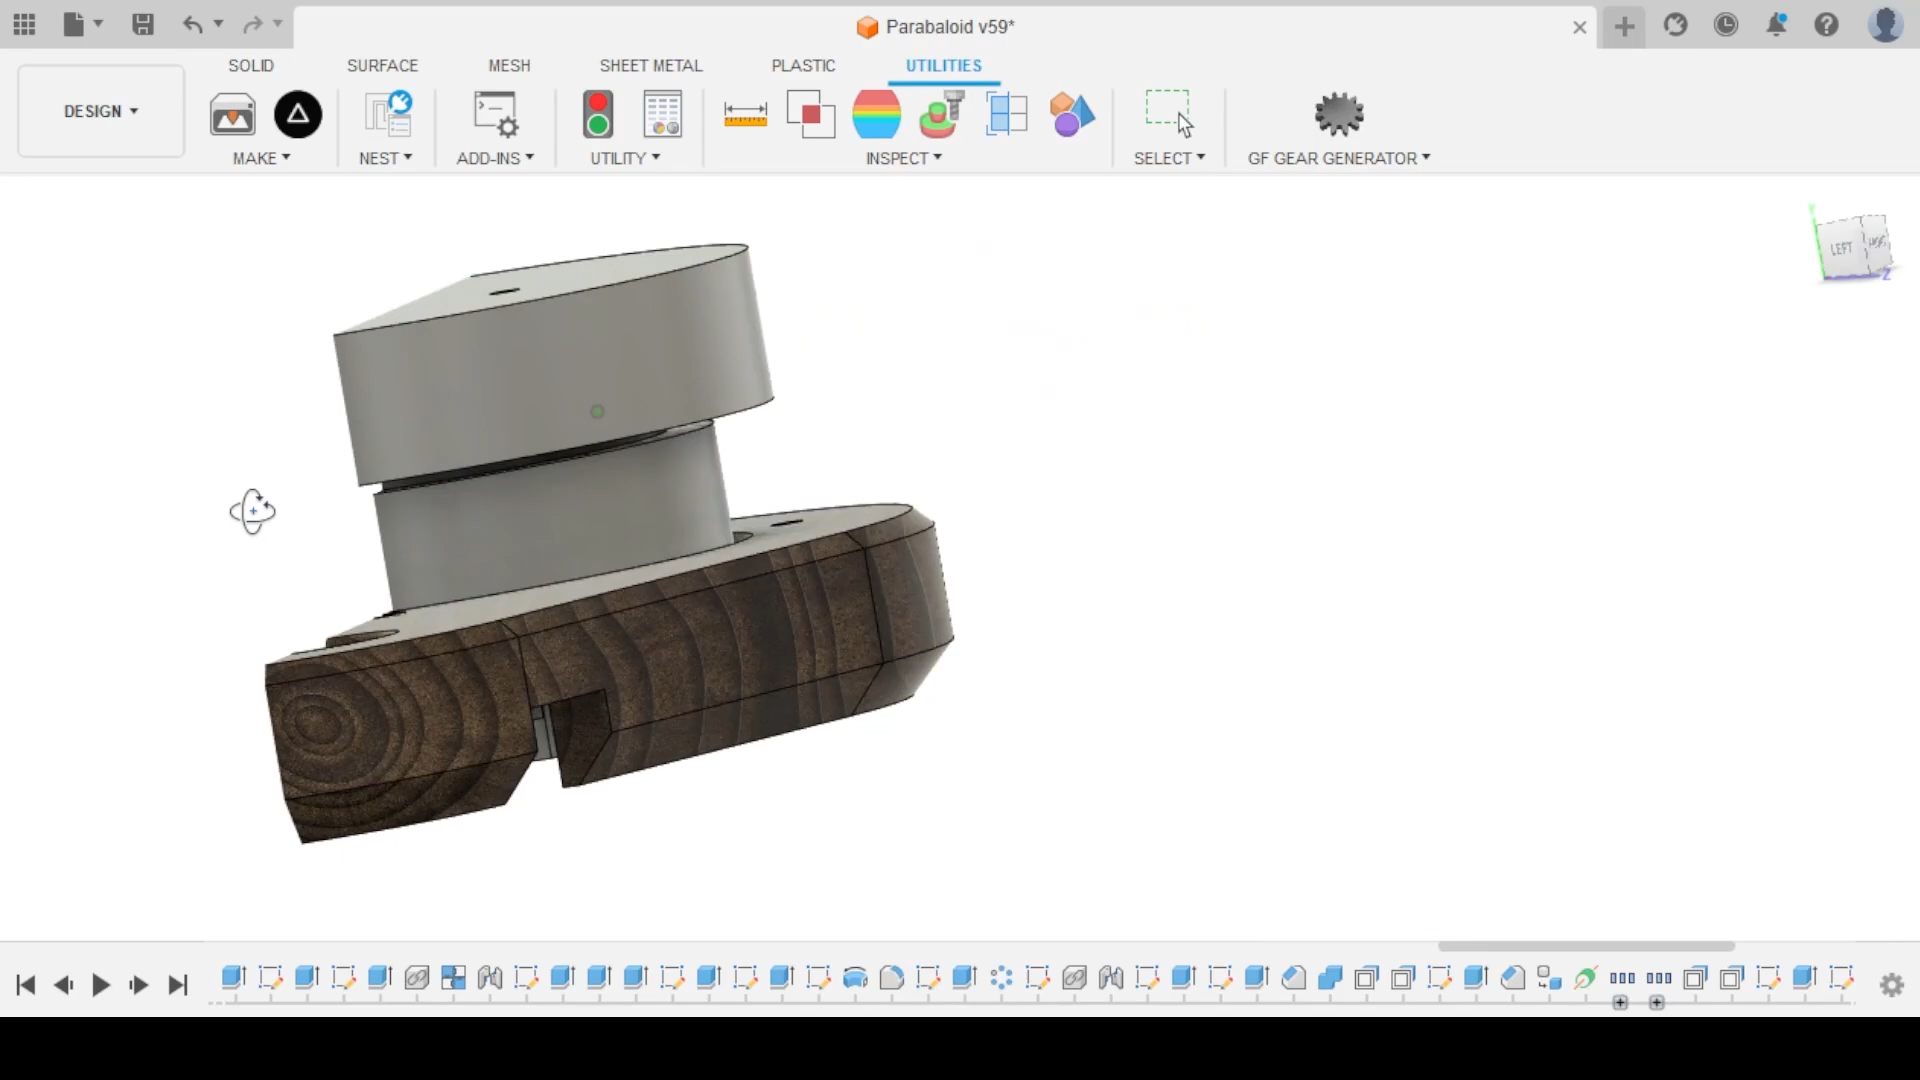 Parabaloid v59*
SOLID SURFACE MESH SHEET METAL PLASTIC UTILITIES
DESIGN
MAKE NEST ADD-INS UTILITY INSPECT SELECT GF GEAR GENERATOR
LEFT
Z